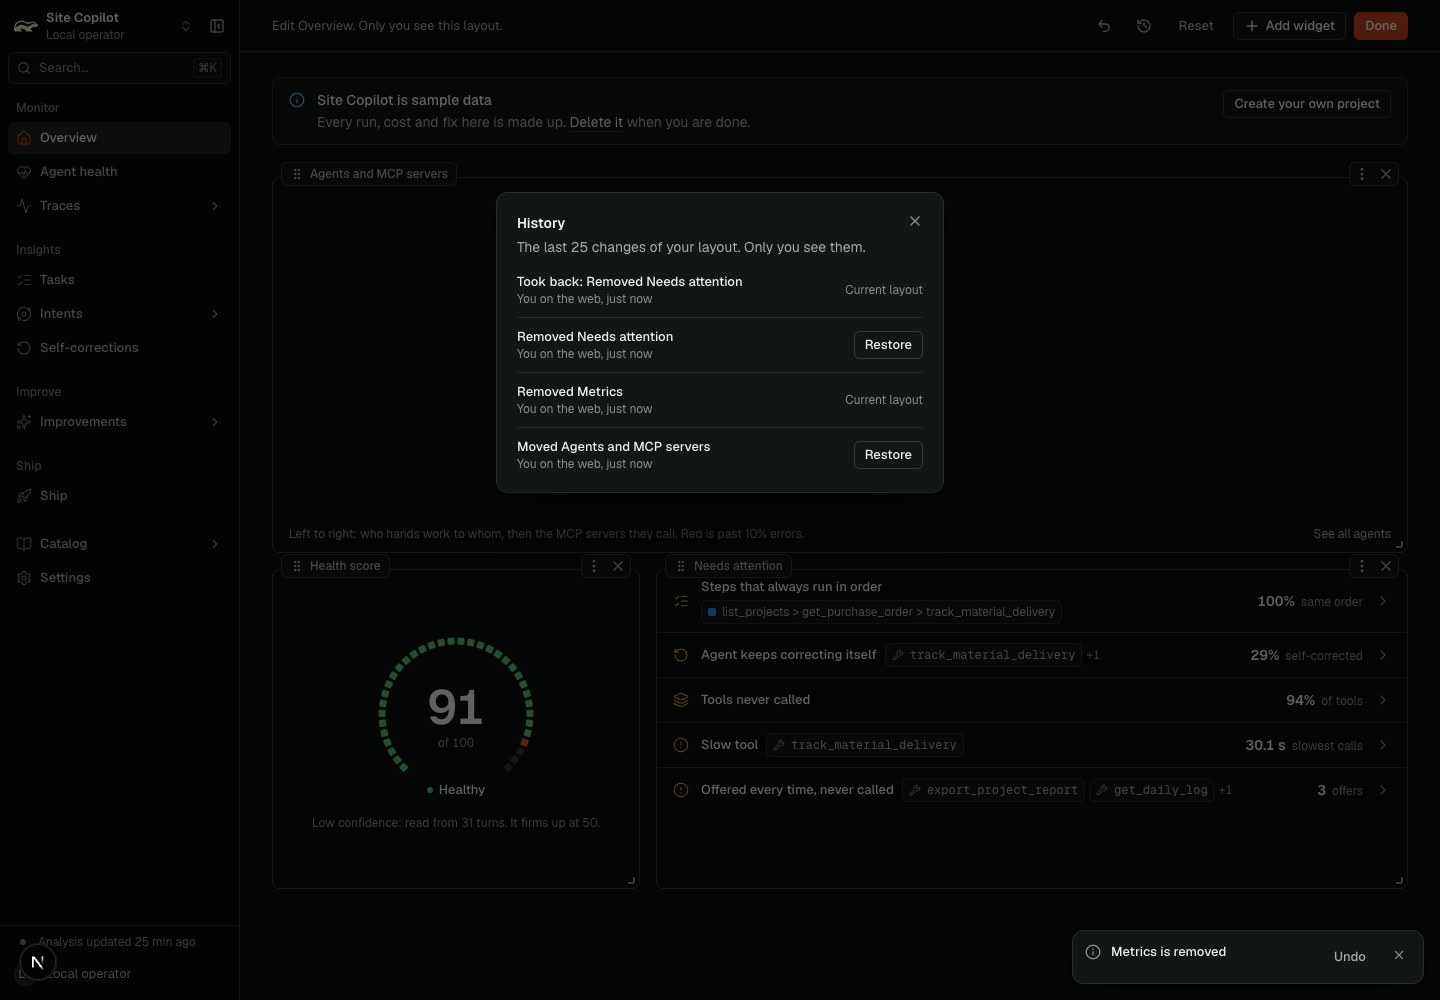 Site Copilot
Local operator
Search...
⌘K
Monitor
Overview
Agent health
Traces
Insights
Tasks
Intents
Self-corrections
Improve
Improvements
Ship
Ship
Catalog
Settings
Analysis updated 25 min ago
N
Local operator
Edit Overview. Only you see this layout.
Reset
Add widget
Done
Site Copilot is sample data
Every run, cost and fix here is made up. Delete it when you are done.
Create your own project
Agents and MCP servers
History
The last 25 changes of your layout. Only you see them.
Took back: Removed Needs attention
You on the web, just now
Current layout
Removed Needs attention
You on the web, just now
Restore
Removed Metrics
You on the web, just now
Current layout
Moved Agents and MCP servers
You on the web, just now
Restore
Left to right: who hands work to whom, then the MCP servers they call. Red is past 10% errors.
See all agents
Health score
91
of 100
Healthy
Low confidence: read from 31 turns. It firms up at 50.
Needs attention
Steps that always run in order
list_projects > get_purchase_order > track_material_delivery
100% same order
Agent keeps correcting itself track_material_delivery +1
29% self-corrected
Tools never called
94% of tools
Slow tool track_material_delivery
30.1 s slowest calls
Offered every time, never called export_project_report get_daily_log +1
3 offers
Metrics is removed
Undo